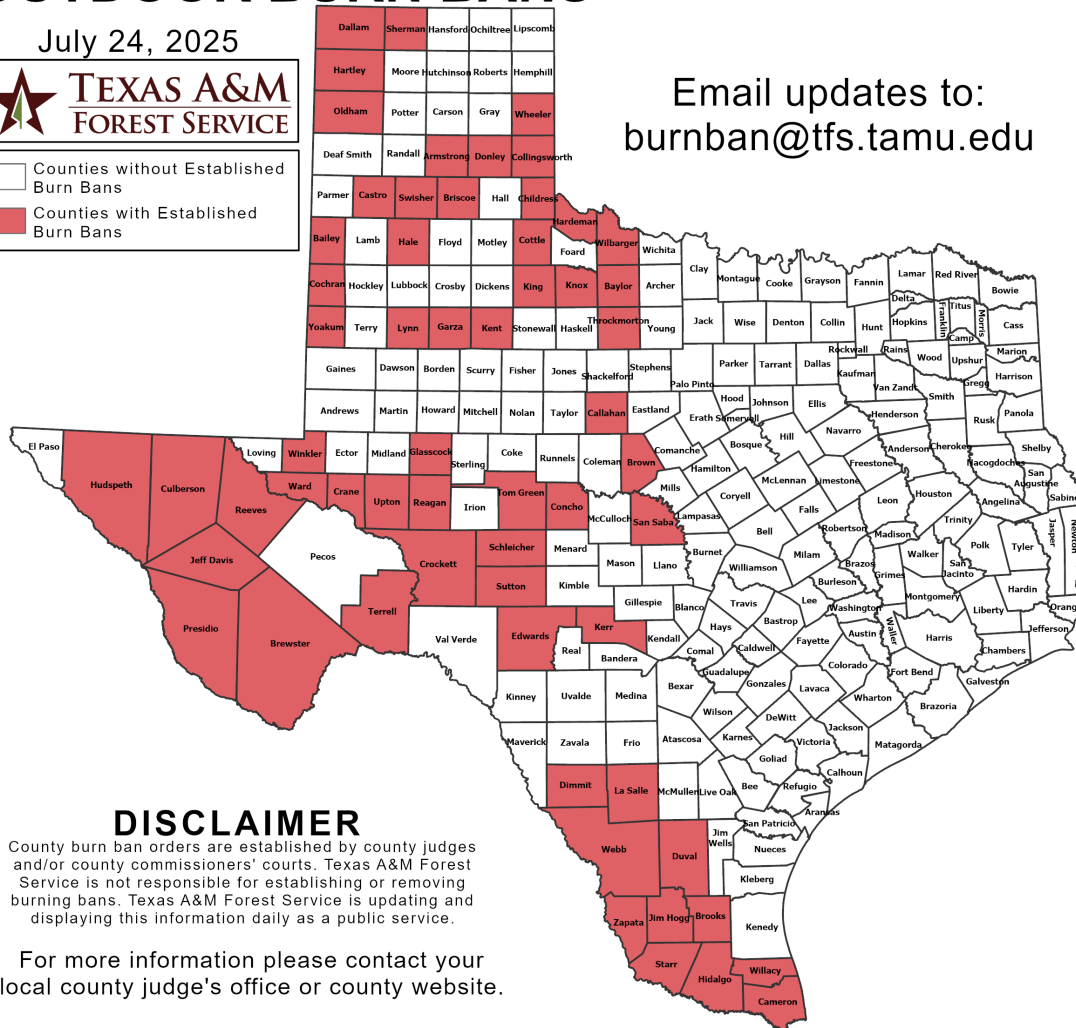 OUTDOOR BURN BANS
July 24, 2025
TEXAS A&M
FOREST SERVICE
Counties without Established
Burn Bans
Counties with Established
Burn Bans
Email updates to:
burnban@tfs.tamu.edu
Dallam Sherman Hansford Ochiltree Lipscomb
Hartley Moore Hutchinson Roberts Hemphill
Oldham Potter Carson Gray Wheeler
Deaf Smith Randall Armstrong Donley Collingsworth
Parmer Castro Swisher Briscoe Hall Childress
Hardeman
Bailey Lamb Hale Floyd Motley Cottle Foard Wilbarger Wichita
Clay Montague Cooke Grayson Fannin Lamar Red River Bowie
Cochran Hockley Lubbock Crosby Dickens King Knox Baylor Archer
Delta Franklin Titus Morris Cass
Yoakum Terry Lynn Garza Kent Stonewall Haskell Throckmorton Young
Jack Wise Denton Collin Hunt Hopkins Camp
Rockwall Rains Wood Upshur Marion
Gaines Dawson Borden Scurry Fisher Jones Shackelford Stephens
Palo Pinto Parker Tarrant Dallas Kaufman Van Zandt Smith Gregg Harrison
Andrews Martin Howard Mitchell Nolan Taylor Callahan Eastland
Erath Hood Somervell Johnson Ellis Henderson Rusk Panola
El Paso Loving Winkler Ector Midland Glasscock Sterling Coke Runnels Coleman Brown
Comanche Bosque Hill Navarro Anderson Cherokee Nacogdoches Shelby
Hamilton McLennan Limestone Freestone San
Augustine Sabine
Hudspeth Culberson Reeves Ward Crane Upton Reagan Irion Tom Green Concho
McCulloch San Saba Mills Lampasas Coryell Falls Leon Houston Angelina
Bell Robertson Madison Trinity Polk Tyler Jasper Newton
Jeff Davis Pecos Crockett Schleicher Menard Mason Llano Burnet
Williamson Milam Brazos Grimes Walker San
Jacinto Hardin
Sutton Kimble Gillespie Blanco Travis Lee Burleson Washington Montgomery Liberty Orange
Presidio Brewster Terrell Val Verde Edwards Kerr Real Bandera Kendall
Hays Bastrop Fayette Austin Waller Harris Jefferson
Comal Caldwell Colorado Chambers
Guadalupe Gonzales Lavaca Fort Bend Galveston
Kinney Uvalde Medina Bexar Wilson DeWitt Wharton Brazoria
Maverick Zavala Frio Atascosa Karnes Victoria Jackson Matagorda
Goliad Calhoun
Dimmit La Salle McMullen Live Oak Bee Refugio Aransas
San Patricio
Webb Duval Jim
Wells Nueces
Kleberg
Zapata Jim Hogg Brooks Kenedy
Starr Hidalgo Willacy
Cameron
DISCLAIMER
County burn ban orders are established by county judges
and/or county commissioners' courts. Texas A&M Forest
Service is not responsible for establishing or removing
burning bans. Texas A&M Forest Service is updating and
displaying this information daily as a public service.
For more information please contact your
local county judge's office or county website.